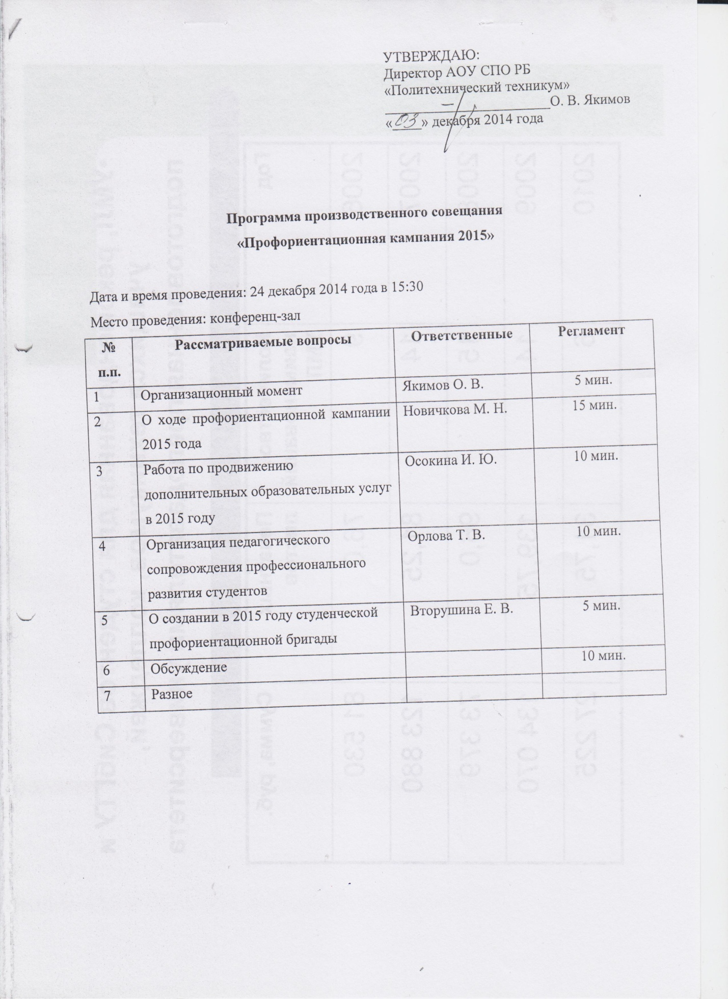 УТВЕРЖДАЮ:
Директор АОУ СПО РБ
«Политехнический техникум»
О. В. Якимов
«03» декабря 2014 года
Программа производственного совещания
«Профориентационная кампания 2015»
Дата и время проведения: 24 декабря 2014 года в 15:30
Место проведения: конференц-зал
№ п.п. Рассматриваемые вопросы Ответственные Регламент
1 Организационный момент Якимов О. В. 5 мин.
2 О ходе профориентационной кампании Новичкова М. Н. 15 мин.
2015 года
3 Работа по продвижению Осокина И. Ю. 10 мин.
дополнительных образовательных услуг
в 2015 году
4 Организация педагогического Орлова Т. В. 10 мин.
сопровождения профессионального
развития студентов
5 О создании в 2015 году студенческой Вторушина Е. В. 5 мин.
профориентационной бригады
6 Обсуждение 10 мин.
7 Разное